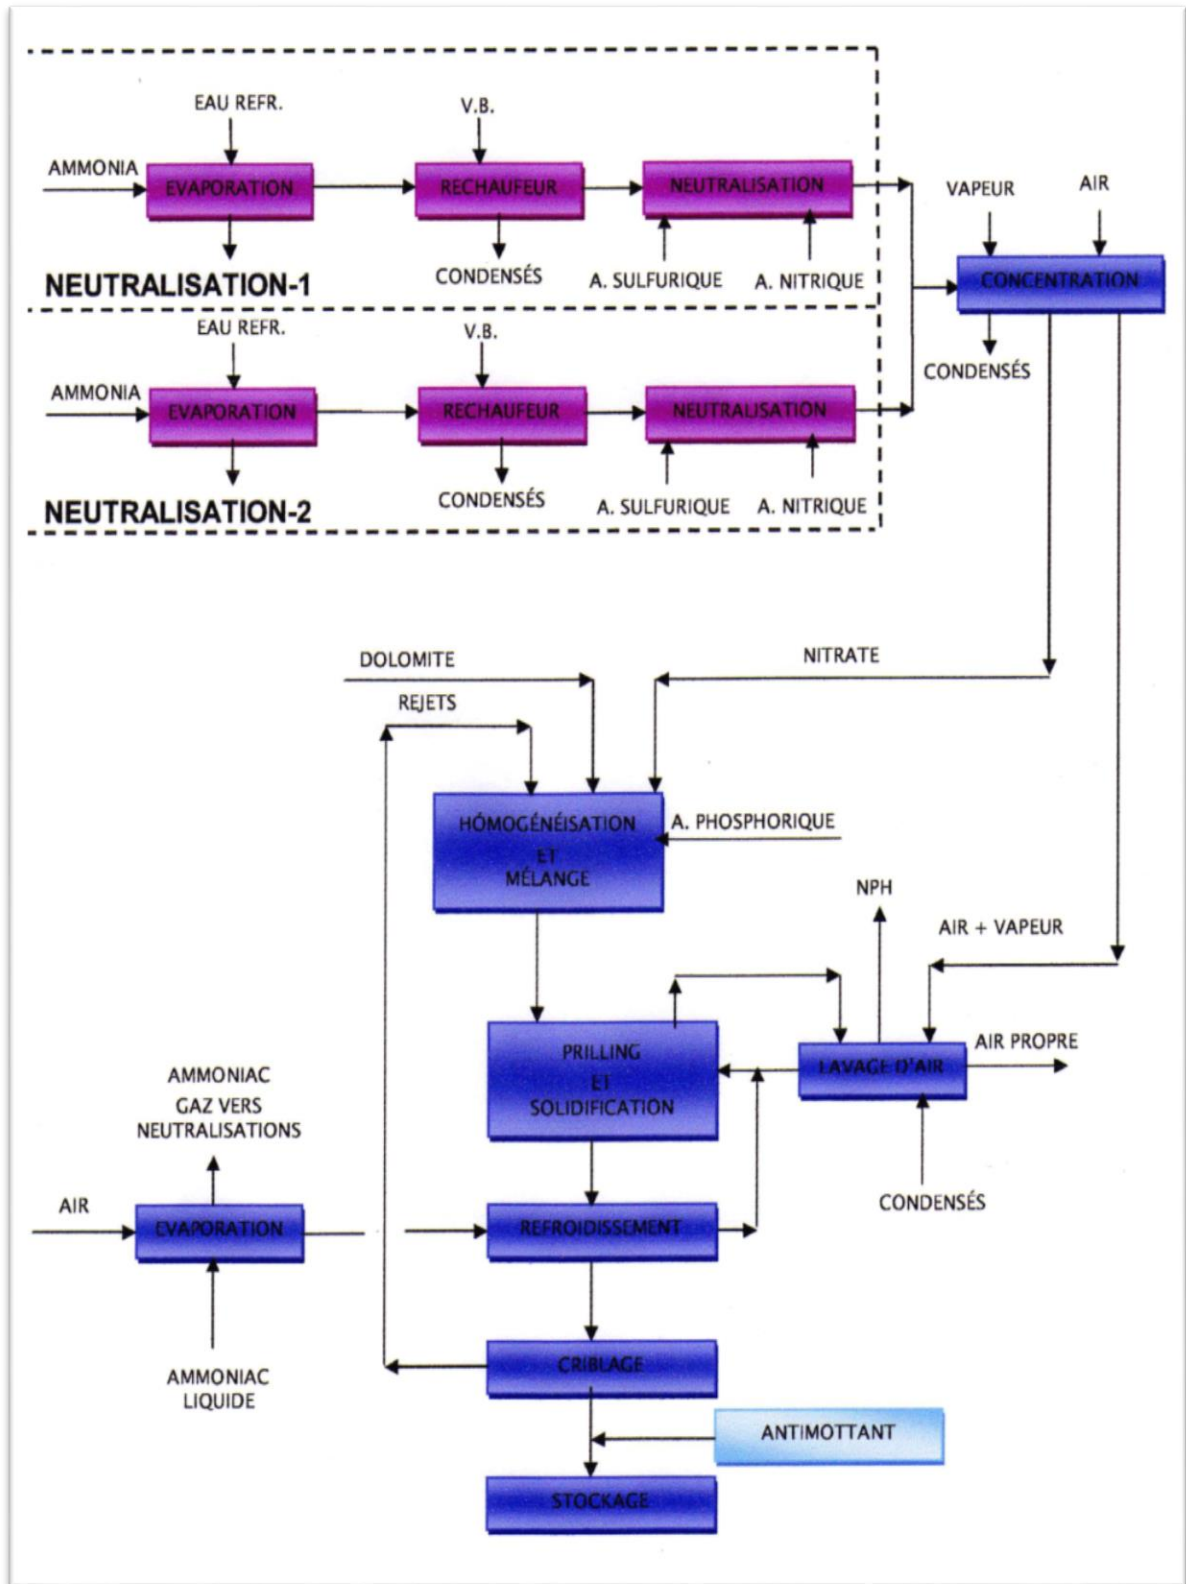 EAU REFR.
V.B.
AMMONIA
EVAPORATION
RECHAUFEUR
NEUTRALISATION
VAPEUR
AIR
NEUTRALISATION-1
CONDENSÉS
A. SULFURIQUE
A. NITRIQUE
CONCENTRATION
EAU REFR.
V.B.
CONDENSÉS
AMMONIA
EVAPORATION
RECHAUFEUR
NEUTRALISATION
NEUTRALISATION-2
CONDENSÉS
A. SULFURIQUE
A. NITRIQUE
DOLOMITE
NITRATE
REJETS
HÓMOGÉNÉISATION
ET
MÉLANGE
A. PHOSPHORIQUE
NPH
AIR + VAPEUR
PRILLING
ET
SOLIDIFICATION
LAVAGE D'AIR
AIR PROPRE
AMMONIAC
GAZ VERS
NEUTRALISATIONS
AIR
EVAPORATION
REFROIDISSEMENT
CONDENSÉS
AMMONIAC
LIQUIDE
CRIBLAGE
ANTIMOTTANT
STOCKAGE